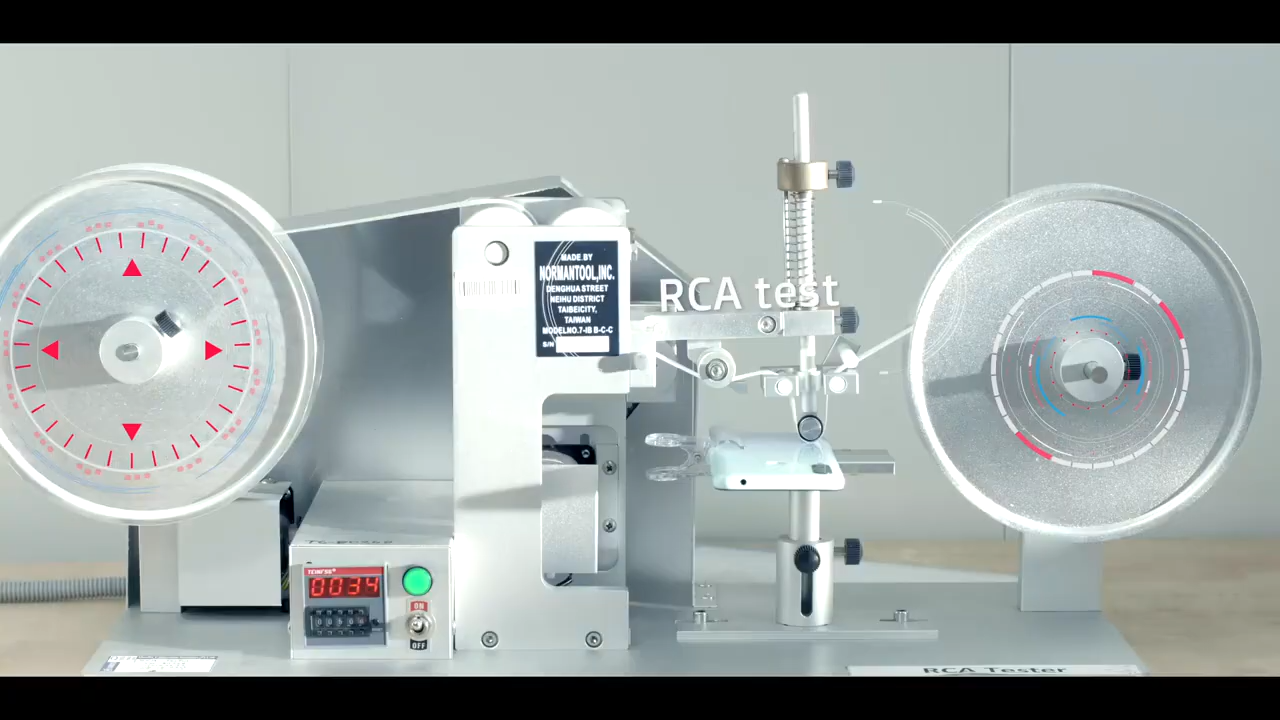 MADE.BY
NORMANTOOL,INC.
DENGHUA STREET
NEIHU DISTRICT
TAIBEICITY,
TAIWAN
MODELNO.7-IB B-C-C
S/N
RCA test
0034
ON
OFF
RCA Tester